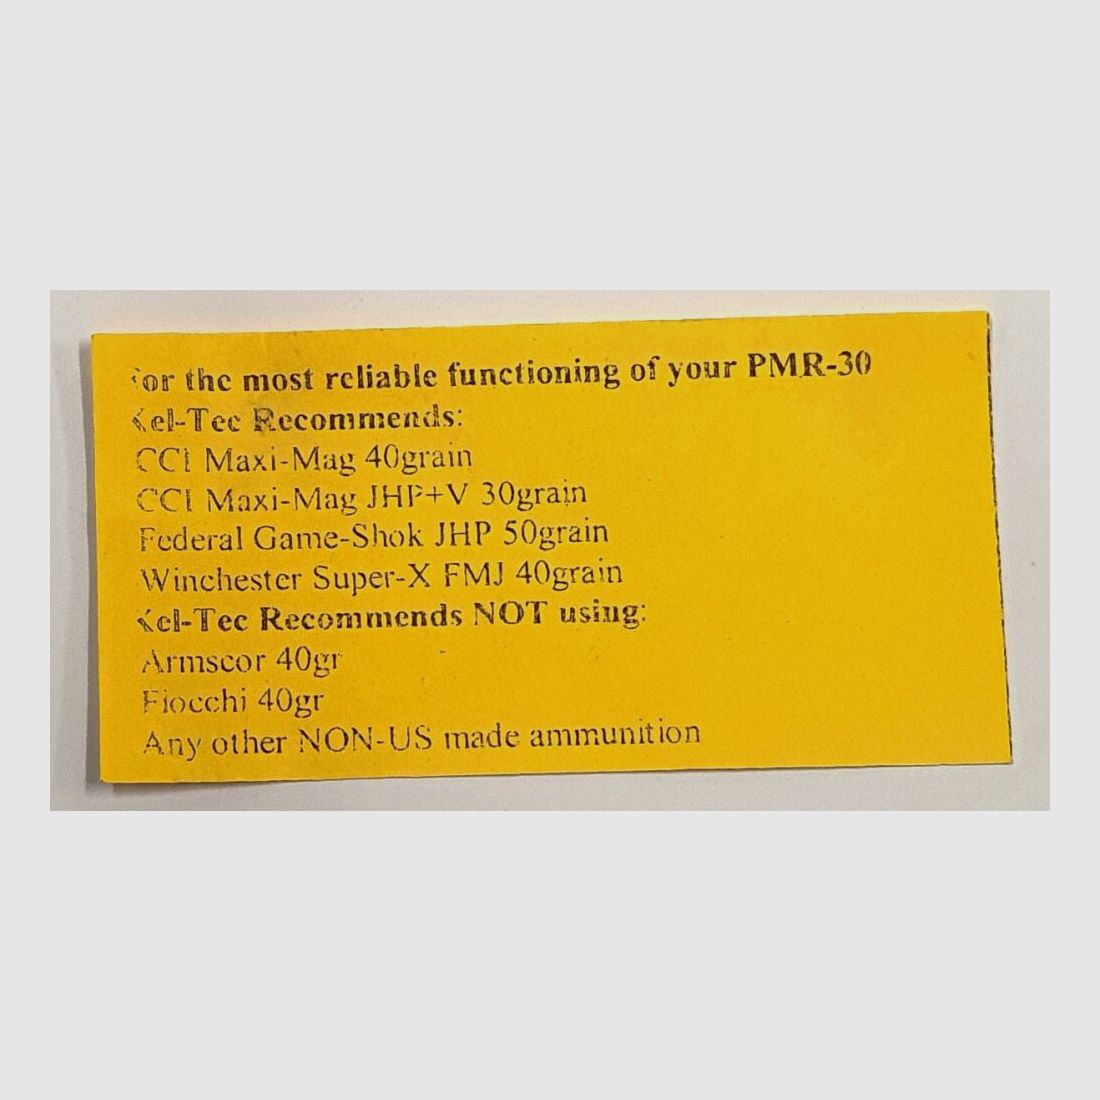 For the most reliable functioning of your PMR-30
Kel-Tec Recommends:
CCI Maxi-Mag 40grain
CCI Maxi-Mag JHP+V 30grain
Federal Game-Shok JHP 50grain
Winchester Super-X FMJ 40grain
Kel-Tec Recommends NOT using:
Armscor 40gr
Fiocchi 40gr
Any other NON-US made ammunition